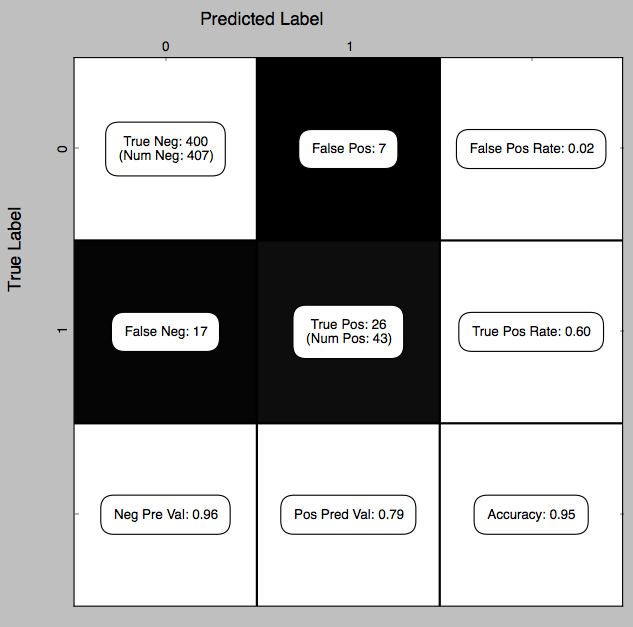 Predicted Label
0
1
True Label
0
True Neg: 400
(Num Neg: 407)
False Pos: 7
False Pos Rate: 0.02
1
False Neg: 17
True Pos: 26
(Num Pos: 43)
True Pos Rate: 0.60
Neg Pre Val: 0.96
Pos Pred Val: 0.79
Accuracy: 0.95